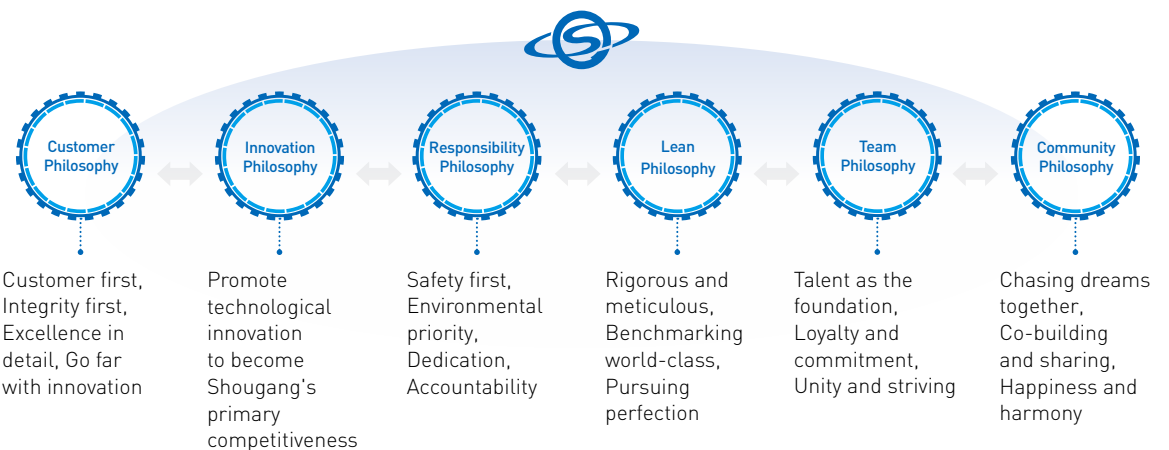 Customer
Philosophy
Innovation
Philosophy
Responsibility
Philosophy
Lean
Philosophy
Team
Philosophy
Community
Philosophy
Customer first,
Integrity first,
Excellence in
detail, Go far
with innovation
Promote
technological
innovation
to become
Shougang's
primary
competitiveness
Safety first,
Environmental
priority,
Dedication,
Accountability
Rigorous and
meticulous,
Benchmarking
world-class,
Pursuing
perfection
Talent as the
foundation,
Loyalty and
commitment,
Unity and striving
Chasing dreams
together,
Co-building
and sharing,
Happiness and
harmony